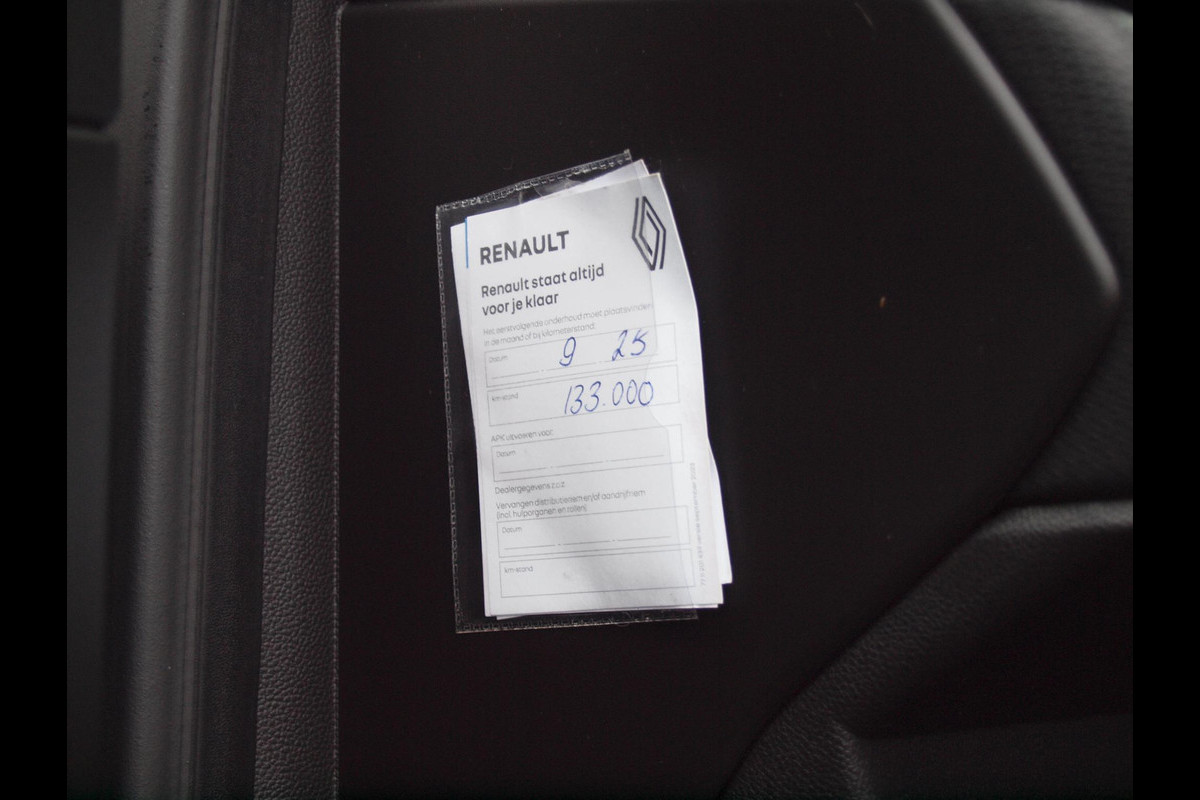 RENAULT
Renault staat altijd
voor je klaar
Het eerstvolgende onderhoud moet plaatsvinden
in de maand of bij kilometerstand:
Datum 9 25
km-stand 133.000
APK uitvoeren voor:
Datum
Dealergegevens z.o.z.
Vervangen distributieriem en/of aandrijfriem
(incl. hulporganen en rollen)
Datum
km-stand